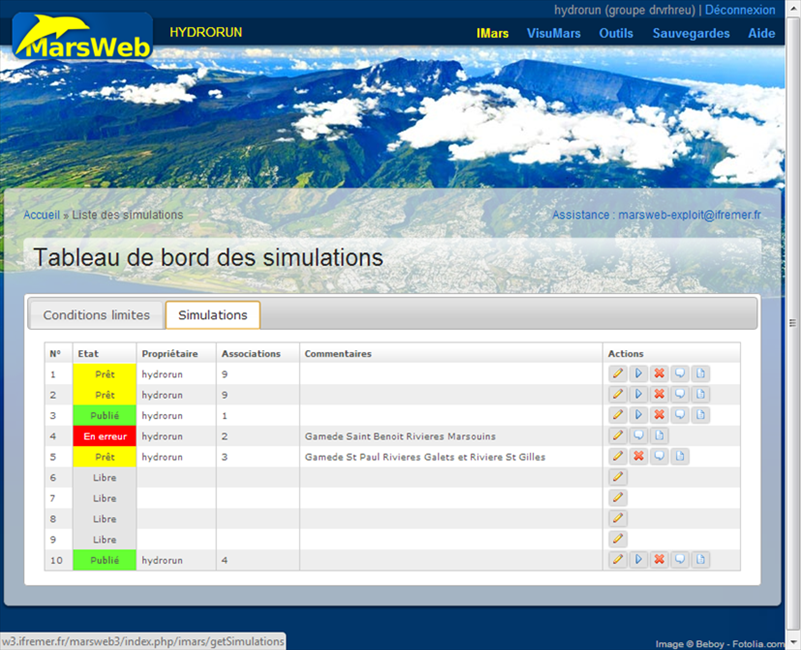 hydrorun (groupe drvrhreu) | Déconnexion
MarsWeb HYDRORUN IMars VisuMars Outils Sauvegardes Aide
Accueil » Liste des simulations Assistance : marsweb-exploit@ifremer.fr
Tableau de bord des simulations
Conditions limites Simulations
N° Etat Propriétaire Associations Commentaires Actions
1 Prêt hydrorun 9
2 Prêt hydrorun 9
3 Publié hydrorun 1
4 En erreur hydrorun 2 Gamede Saint Benoit Rivieres Marsouins
5 Prêt hydrorun 3 Gamede St Paul Rivieres Galets et Riviere St Gilles
6 Libre
7 Libre
8 Libre
9 Libre
10 Publié hydrorun 4
w3.ifremer.fr/marsweb3/index.php/imars/getSimulations
Image © Beboy - Fotolia.com